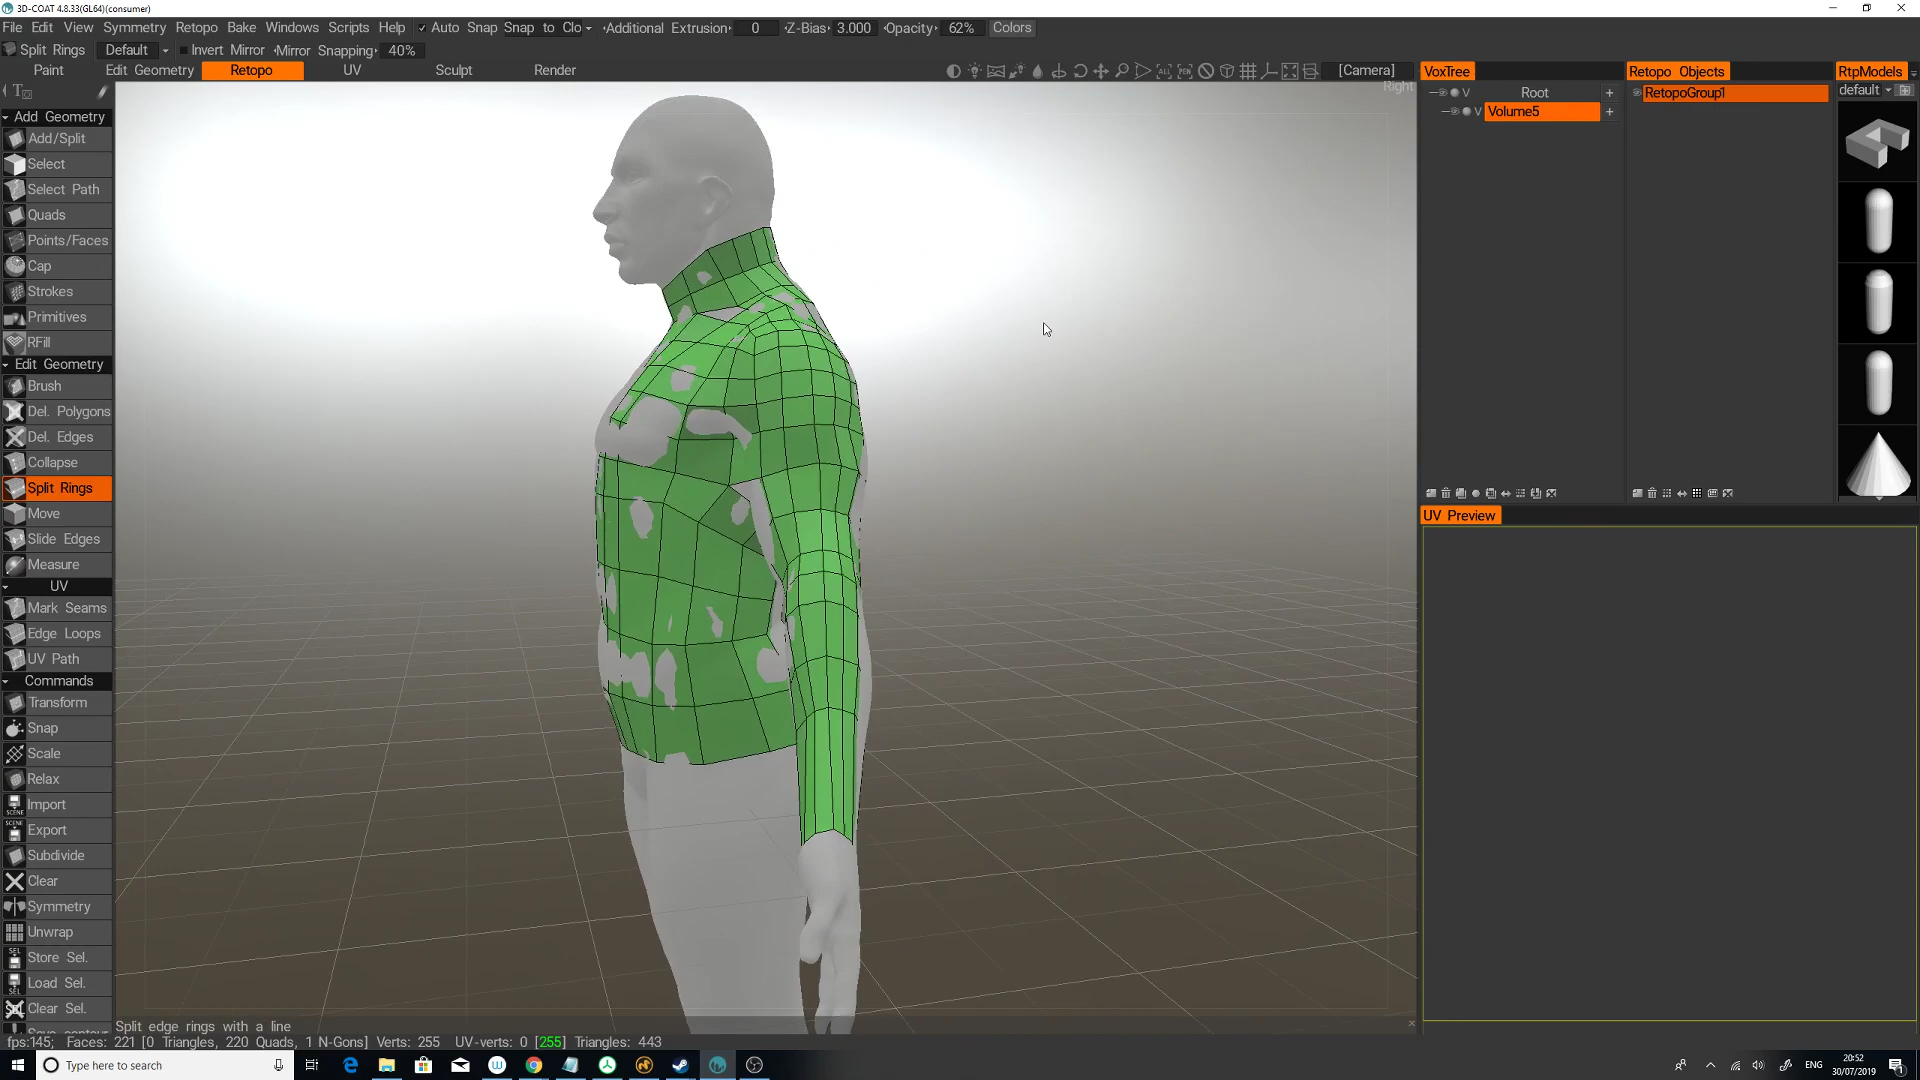 3D-COAT 4.8.33(GL64)(consumer)
File Edit View Symmetry Retopo Bake Windows Scripts Help Auto Snap Snap to Clo Additional Extrusion 0 Z-Bias 3.000 Opacity 62% Colors
Split Rings Default Invert Mirror Mirror Snapping 40%
Paint Edit Geometry Retopo UV Sculpt Render [Camera]
Right
Add Geometry
Add/Split
Select
Select Path
Quads
Points/Faces
Cap
Strokes
Primitives
RFill
Edit Geometry
Brush
Del. Polygons
Del. Edges
Collapse
Split Rings
Move
Slide Edges
Measure
UV
Mark Seams
Edge Loops
UV Path
Commands
Transform
Snap
Scale
Relax
Import
Export
Subdivide
Clear
Symmetry
Unwrap
Store Sel.
Load Sel.
Clear Sel.
VoxTree
Root
Volume5
Retopo Objects
RetopoGroup1
RtpModels
default
UV Preview
Split edge rings with a line
fps:145; Faces: 221 [0 Triangles, 220 Quads, 1 N-Gons] Verts: 255 UV-verts: 0 [255] Triangles: 443
Type here to search
ENG
20:52
30/07/2019